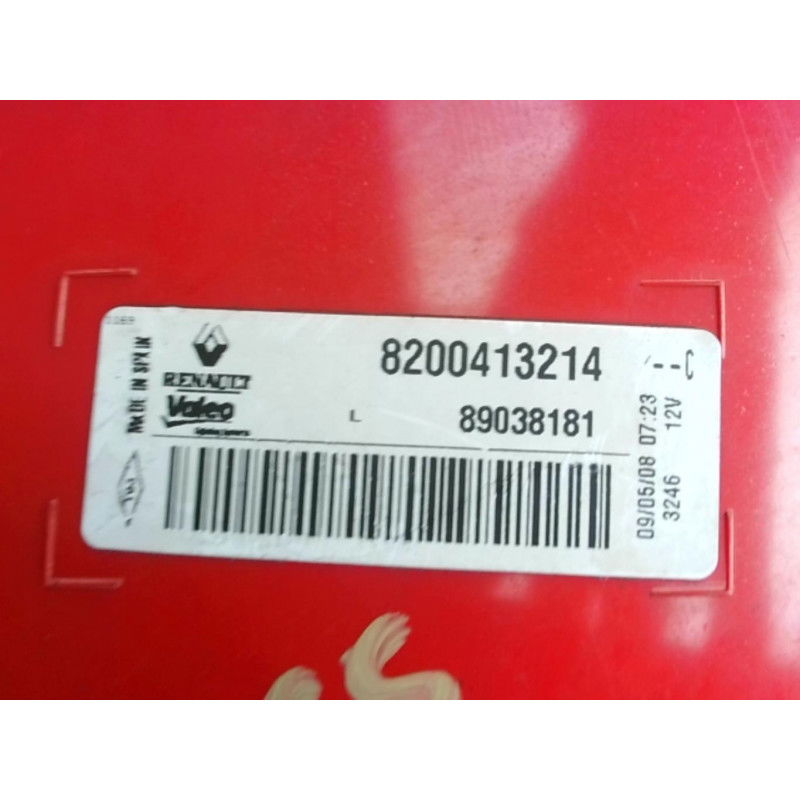 MADE IN SPAIN
RENAULT
8200413214
--C
Valeo
L
89038181
09/05/08 07:23
3246 12V